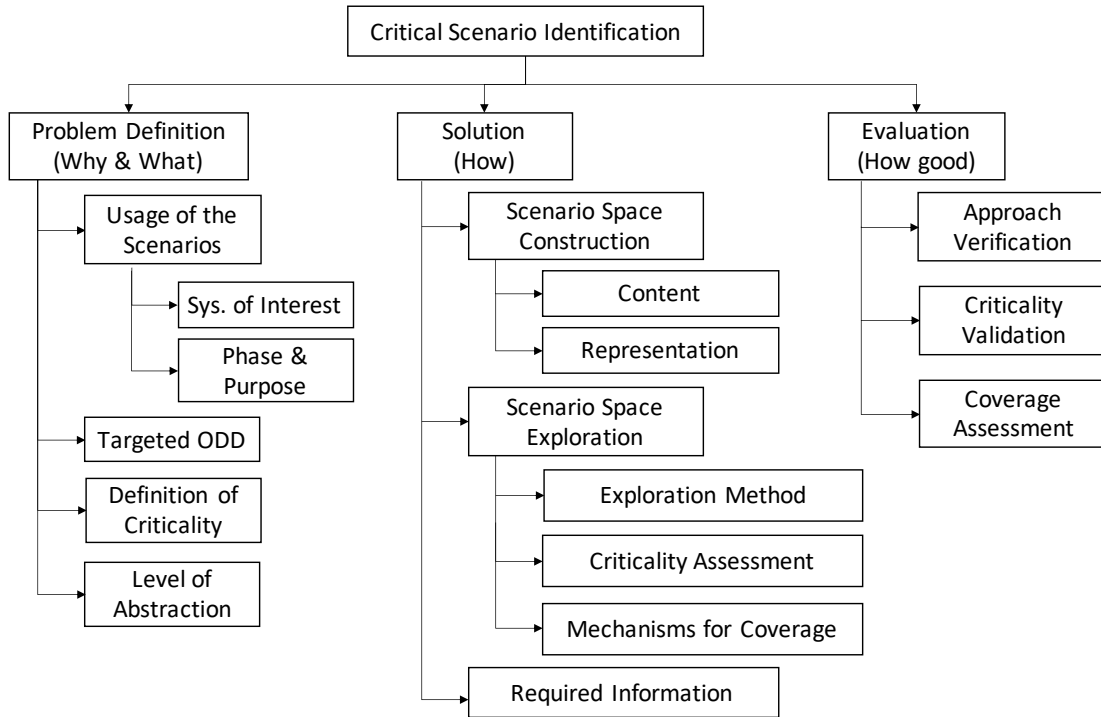 Critical Scenario Identification
Problem Definition
(Why & What)
Usage of the
Scenarios
Sys. of Interest
Phase &
Purpose
Targeted ODD
Definition of
Criticality
Level of
Abstraction
Solution
(How)
Scenario Space
Construction
Content
Representation
Scenario Space
Exploration
Exploration Method
Criticality Assessment
Mechanisms for Coverage
Required Information
Evaluation
(How good)
Approach
Verification
Criticality
Validation
Coverage
Assessment